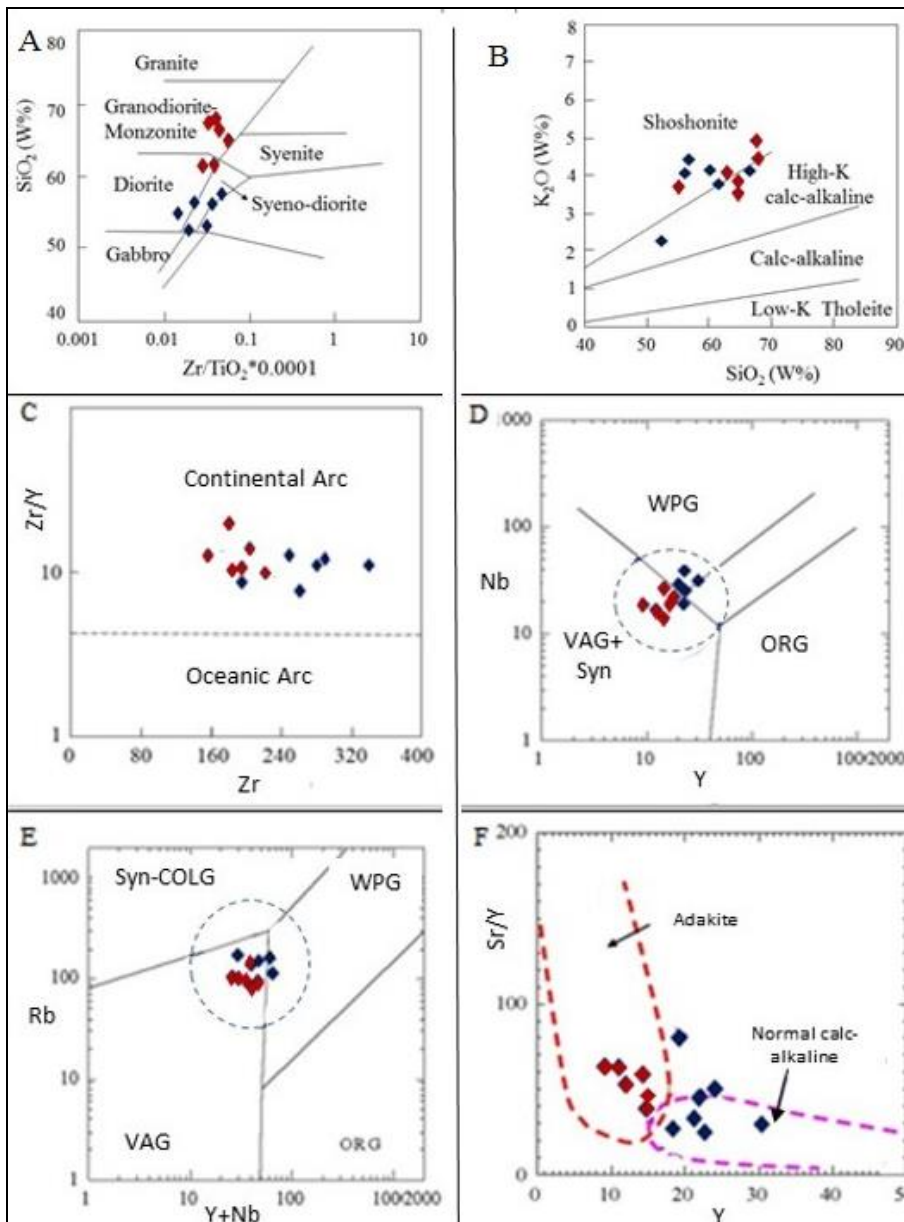 A
SiO2 (W%)
80
70
60
50
40
Granite
Granodiorite-
Monzonite
Syenite
Diorite
Syeno-diorite
Gabbro
0.001 0.01 0.1 1 10
Zr/TiO2*0.0001
B
K2O (W%)
8
7
6
5
4
3
2
1
0
Shoshonite
High-K
calc-alkaline
Calc-alkaline
Low-K Tholeite
40 50 60 70 80 90
SiO2 (W%)
C
Zr/Y
10
1
Continental Arc
Oceanic Arc
0 80 160 240 320 400
Zr
D
Nb
1000
100
10
1
WPG
VAG+
Syn
ORG
1 10 100 1002000
Y
E
Rb
1000
100
10
1
Syn-COLG
WPG
VAG
ORG
1 10 100 1002000
Y+Nb
F
Sr/Y
200
100
0
Adakite
Normal calc-
alkaline
0 10 20 30 40 50
Y